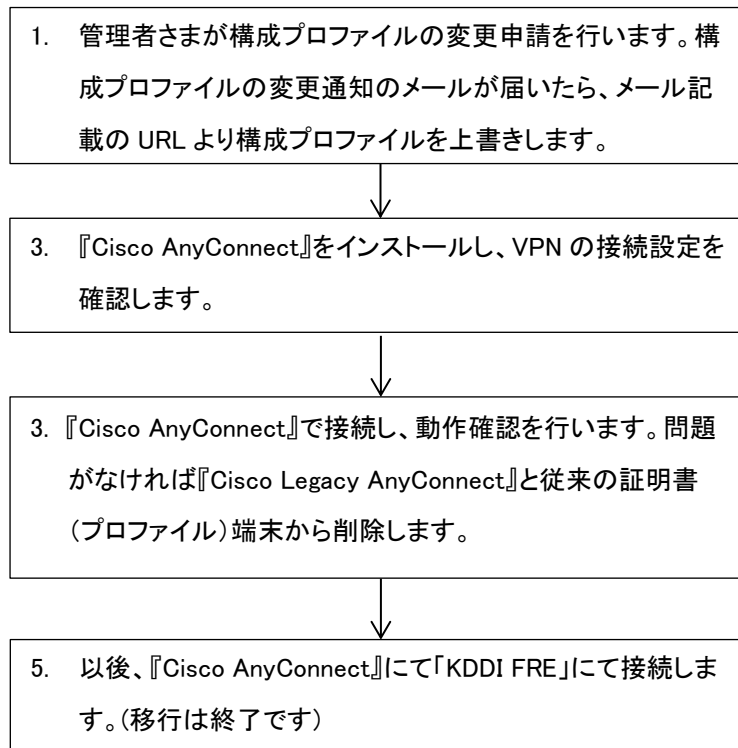 1. 管理者さまが構成プロファイルの変更申請を行います。構
成プロファイルの変更通知のメールが届いたら、メール記
載の URL より構成プロファイルを上書きします。
3. 『Cisco AnyConnect』をインストールし、VPN の接続設定を
確認します。
3. 『Cisco AnyConnect』で接続し、動作確認を行います。問題
がなければ『Cisco Legacy AnyConnect』と従来の証明書
(プロファイル)端末から削除します。
5. 以後、『Cisco AnyConnect』にて「KDDI FRE」にて接続しま
す。(移行は終了です)